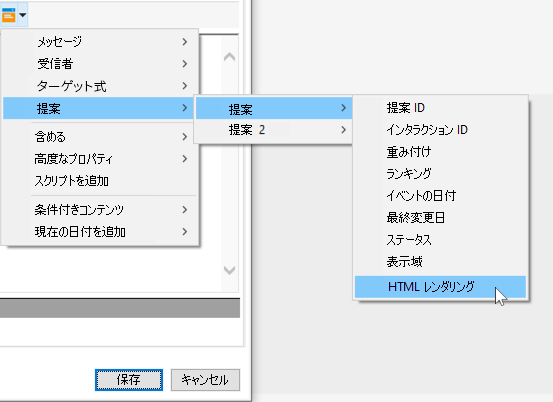 メッセージ
受信者
ターゲット式
提案
含める
高度なプロパティ
スクリプトを追加
条件付きコンテンツ
現在の日付を追加
提案
提案 2
提案 ID
インタラクション ID
重み付け
ランキング
イベントの日付
最終変更日
ステータス
表示域
HTML レンダリング
保存
キャンセル